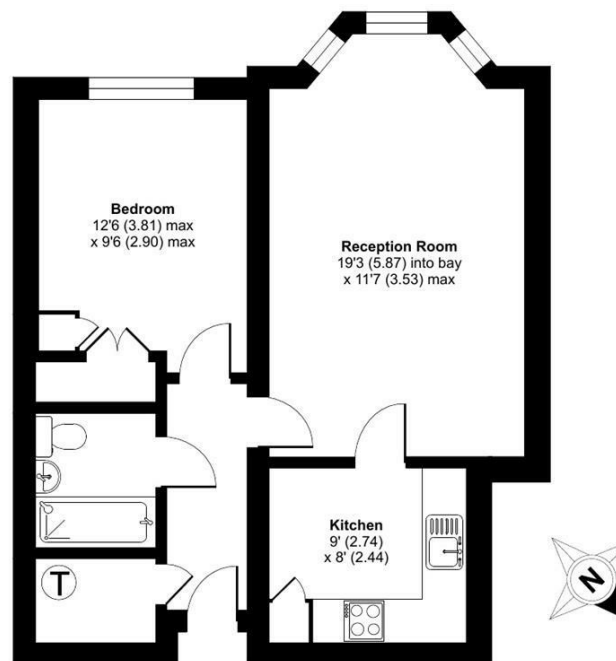 Bedroom
12'6 (3.81) max
x 9'6 (2.90) max
Reception Room
19'3 (5.87) into bay
x 11'7 (3.53) max
Kitchen
9' (2.74)
x 8' (2.44)
T
N